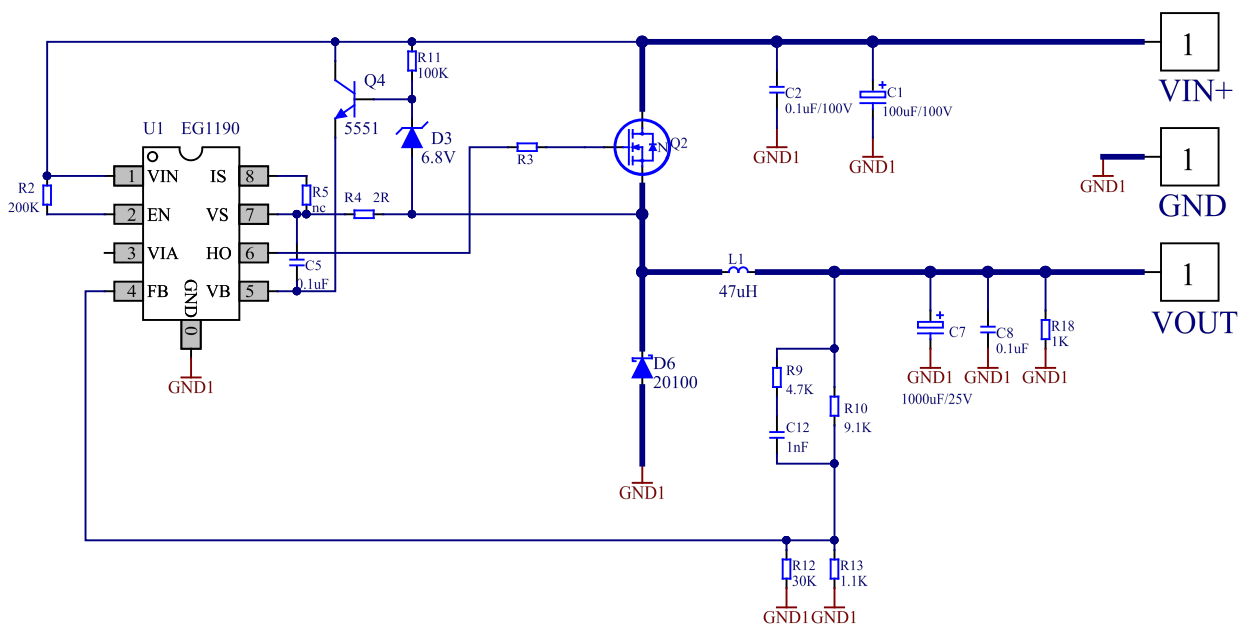 1
VIN+
R11
100K
Q4
5551
C2
0.1uF/100V
C1
100uF/100V
U1 EG1190
D3
6.8V
R3
N
Q2
GND1
GND1
1
GND
GND1
R2
200K
1 VIN IS 8
2 EN VS 7
3 VIA HO 6
4 FB VB 5
GND
0
GND1
R5
nc
R4 2R
C5
0.1uF
L1
47uH
1
VOUT
C7
1000uF/25V
C8
0.1uF
R18
1K
GND1
GND1
GND1
D6
20100
R9
4.7K
R10
9.1K
C12
1nF
GND1
R12
30K
R13
1.1K
GND1
GND1